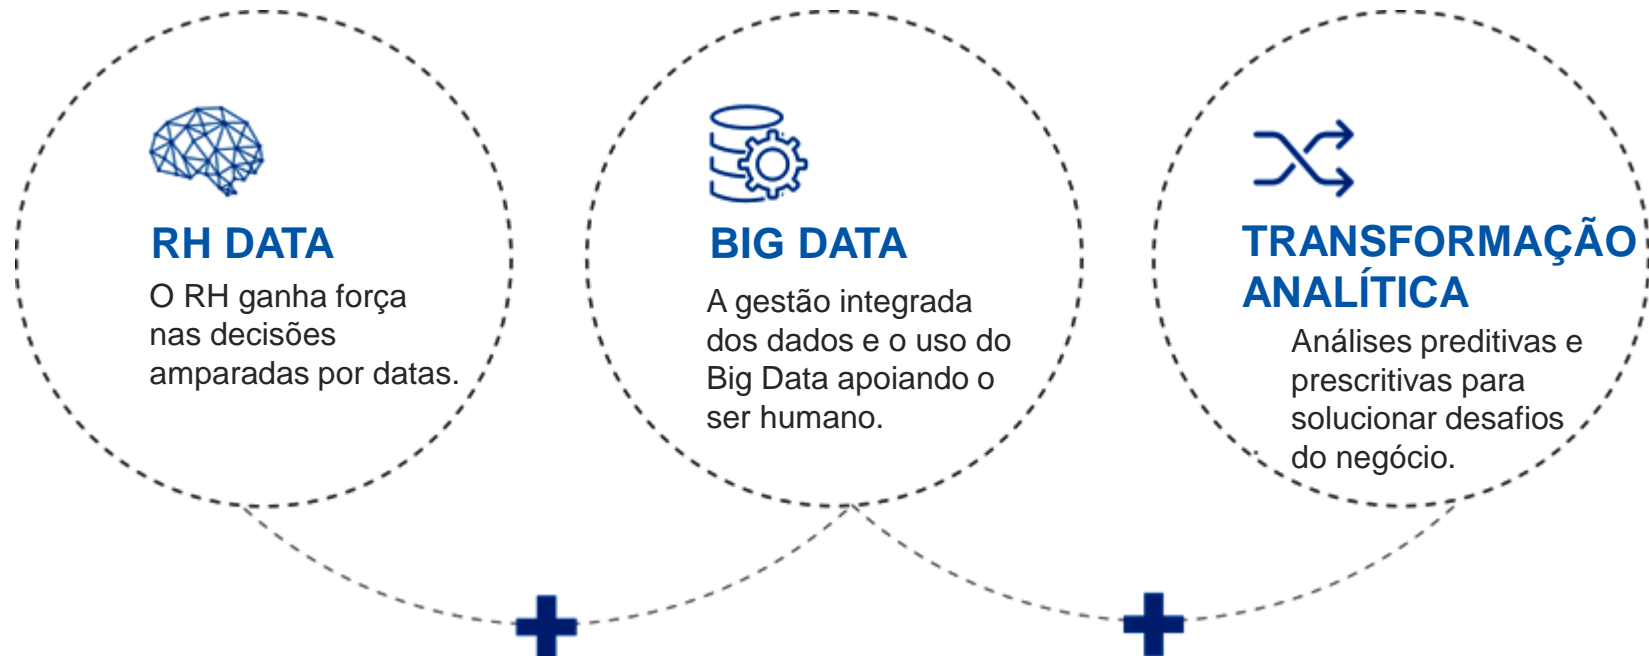 RH DATA
O RH ganha força
nas decisões
amparadas por datas.
BIG DATA
A gestão integrada
dos dados e o uso do
Big Data apoiando o
ser humano.
TRANSFORMAÇÃO
ANALÍTICA
Análises preditivas e
prescritivas para
solucionar desafios
do negócio.